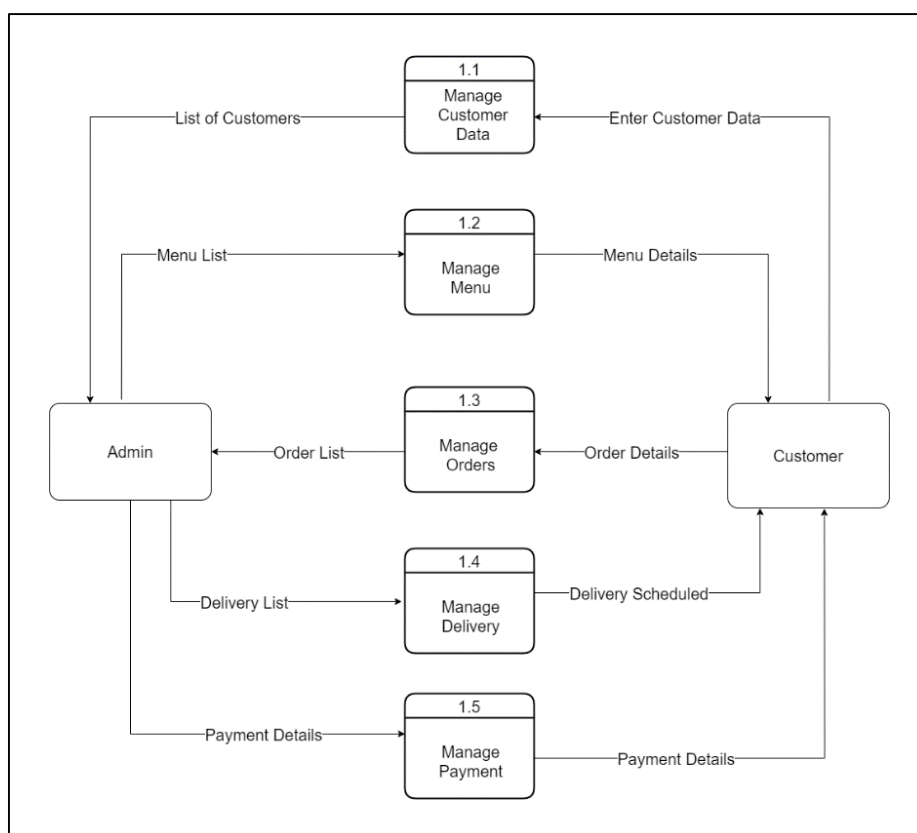 1.1
Manage
Customer
Data
List of Customers
Enter Customer Data
1.2
Manage
Menu
Menu List
Menu Details
1.3
Manage
Orders
Admin
Order List
Order Details
Customer
1.4
Manage
Delivery
Delivery List
Delivery Scheduled
1.5
Manage
Payment
Payment Details
Payment Details